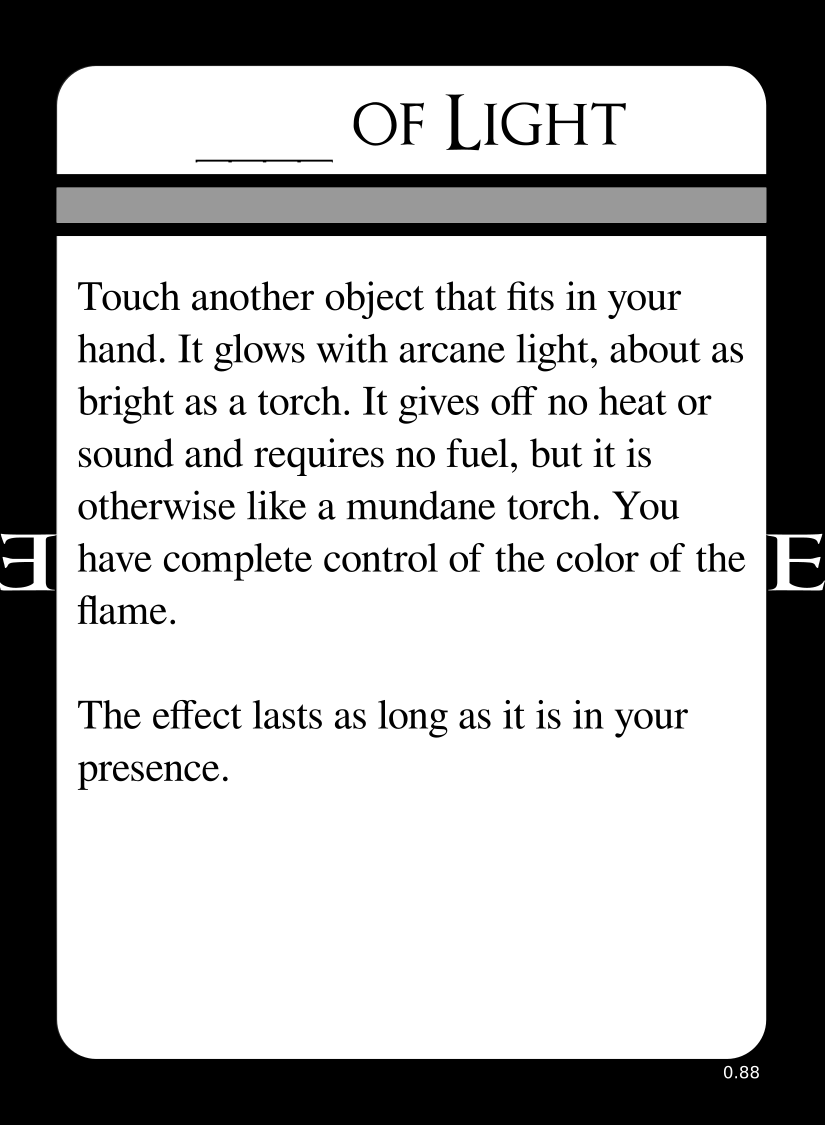 ____ of Light
Touch another object that fits in your
hand. It glows with arcane light, about as
bright as a torch. It gives off no heat or
sound and requires no fuel, but it is
otherwise like a mundane torch. You
have complete control of the color of the
flame.
The effect lasts as long as it is in your
presence.
E
E
0.88